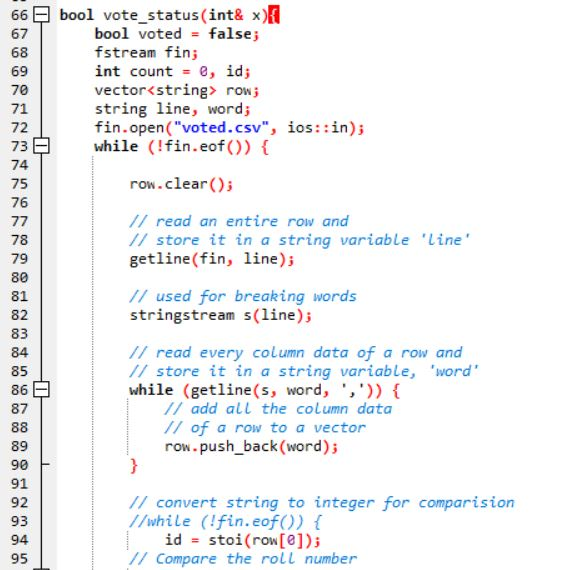 66 bool vote_status(int& x){
67 bool voted = false;
68 fstream fin;
69 int count = 0, id;
70 vector<string> row;
71 string line, word;
72 fin.open("voted.csv", ios::in);
73 while (!fin.eof()) {
74
75 row.clear();
76
77 // read an entire row and
78 // store it in a string variable 'line'
79 getline(fin, line);
80
81 // used for breaking words
82 stringstream s(line);
83
84 // read every column data of a row and
85 // store it in a string variable, 'word'
86 while (getline(s, word, ',')) {
87 // add all the column data
88 // of a row to a vector
89 row.push_back(word);
90 }
91
92 // convert string to integer for comparision
93 //while (!fin.eof()) {
94 id = stoi(row[0]);
95 // Compare the roll number